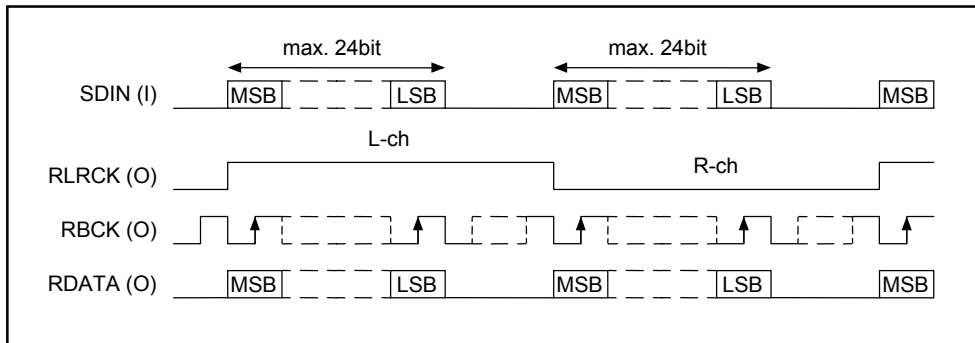 max. 24bit max. 24bit
SDIN (I) MSB LSB MSB LSB MSB
L-ch
RLRCK (O) R-ch
RBCK (O)
RDATA (O) MSB LSB MSB LSB MSB